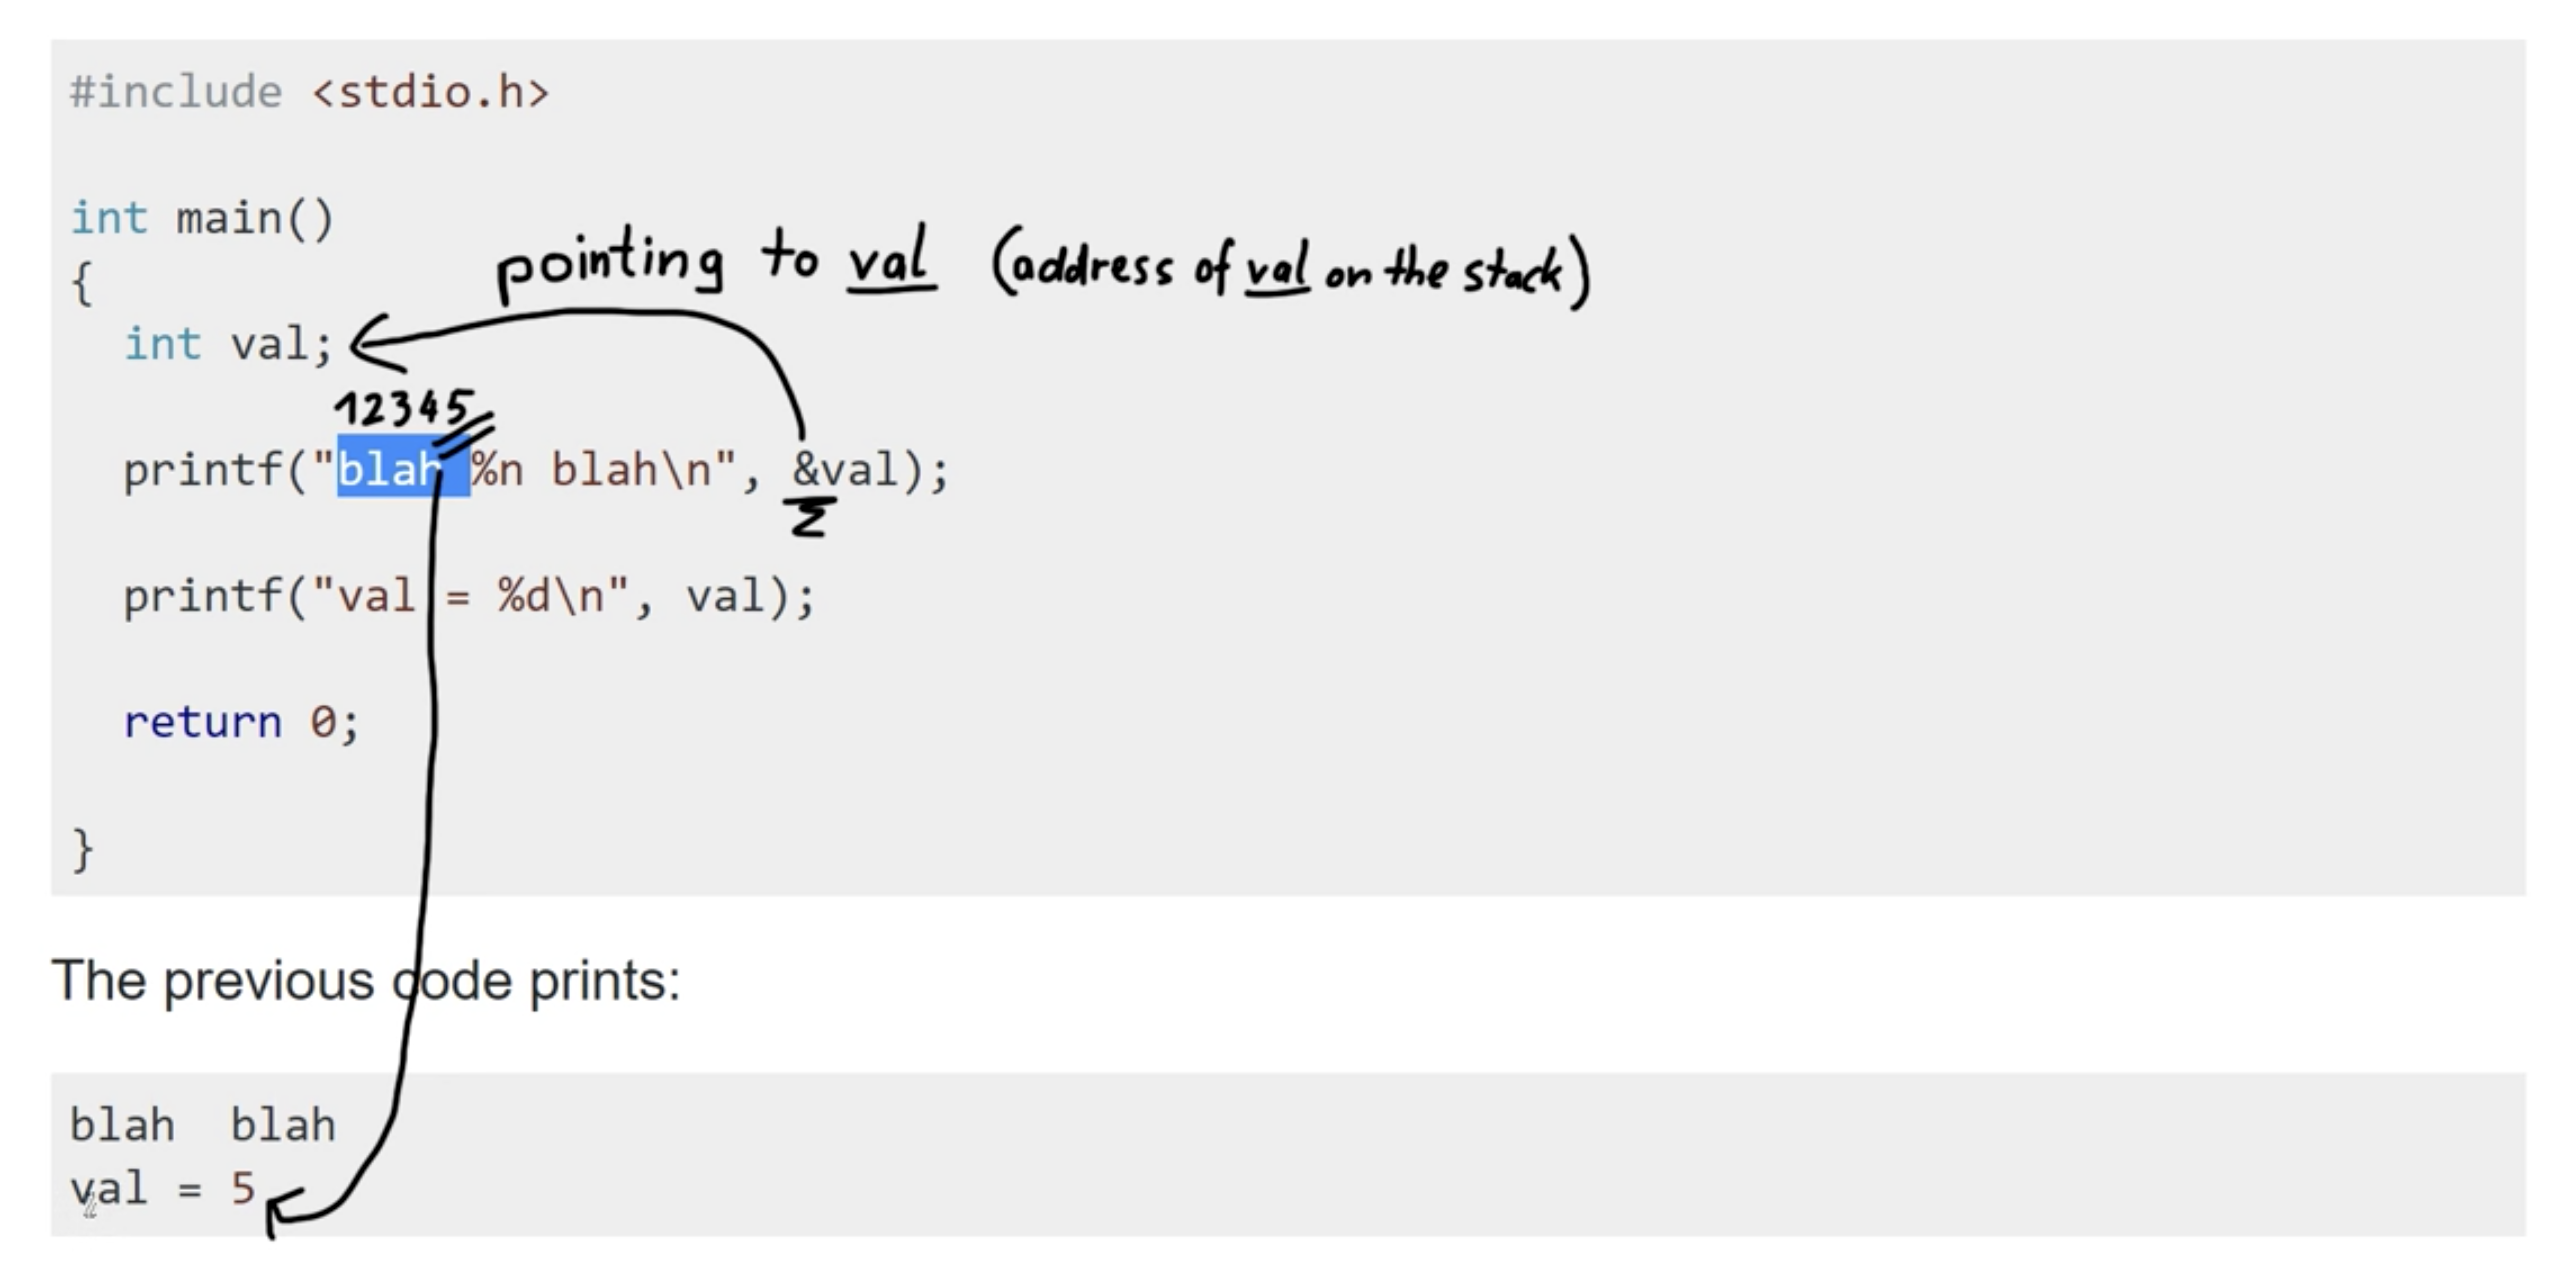 #include <stdio.h>
int main()
pointing to val (address of val on the stack)
{
int val;
12345
printf("blah %n blah\n", &val);
printf("val = %d\n", val);
return 0;
}
The previous code prints:
blah  blah
val = 5